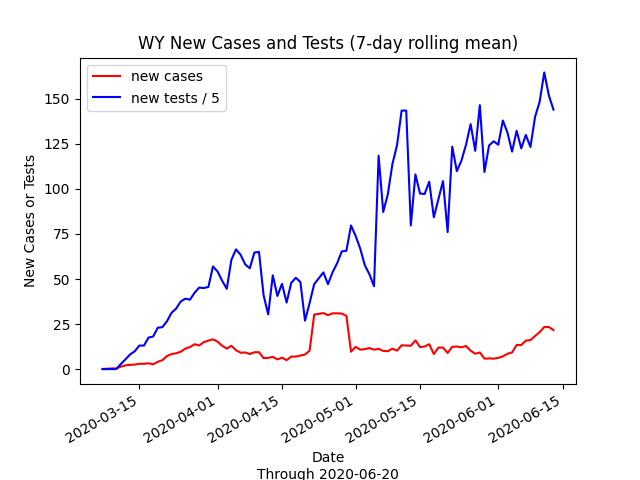 WY New Cases and Tests (7-day rolling mean)
new cases
new tests / 5
New Cases or Tests
150
125
100
75
50
25
0
2020-03-15
2020-04-01
2020-04-15
2020-05-01
2020-05-15
2020-06-01
2020-06-15
Date
Through 2020-06-20